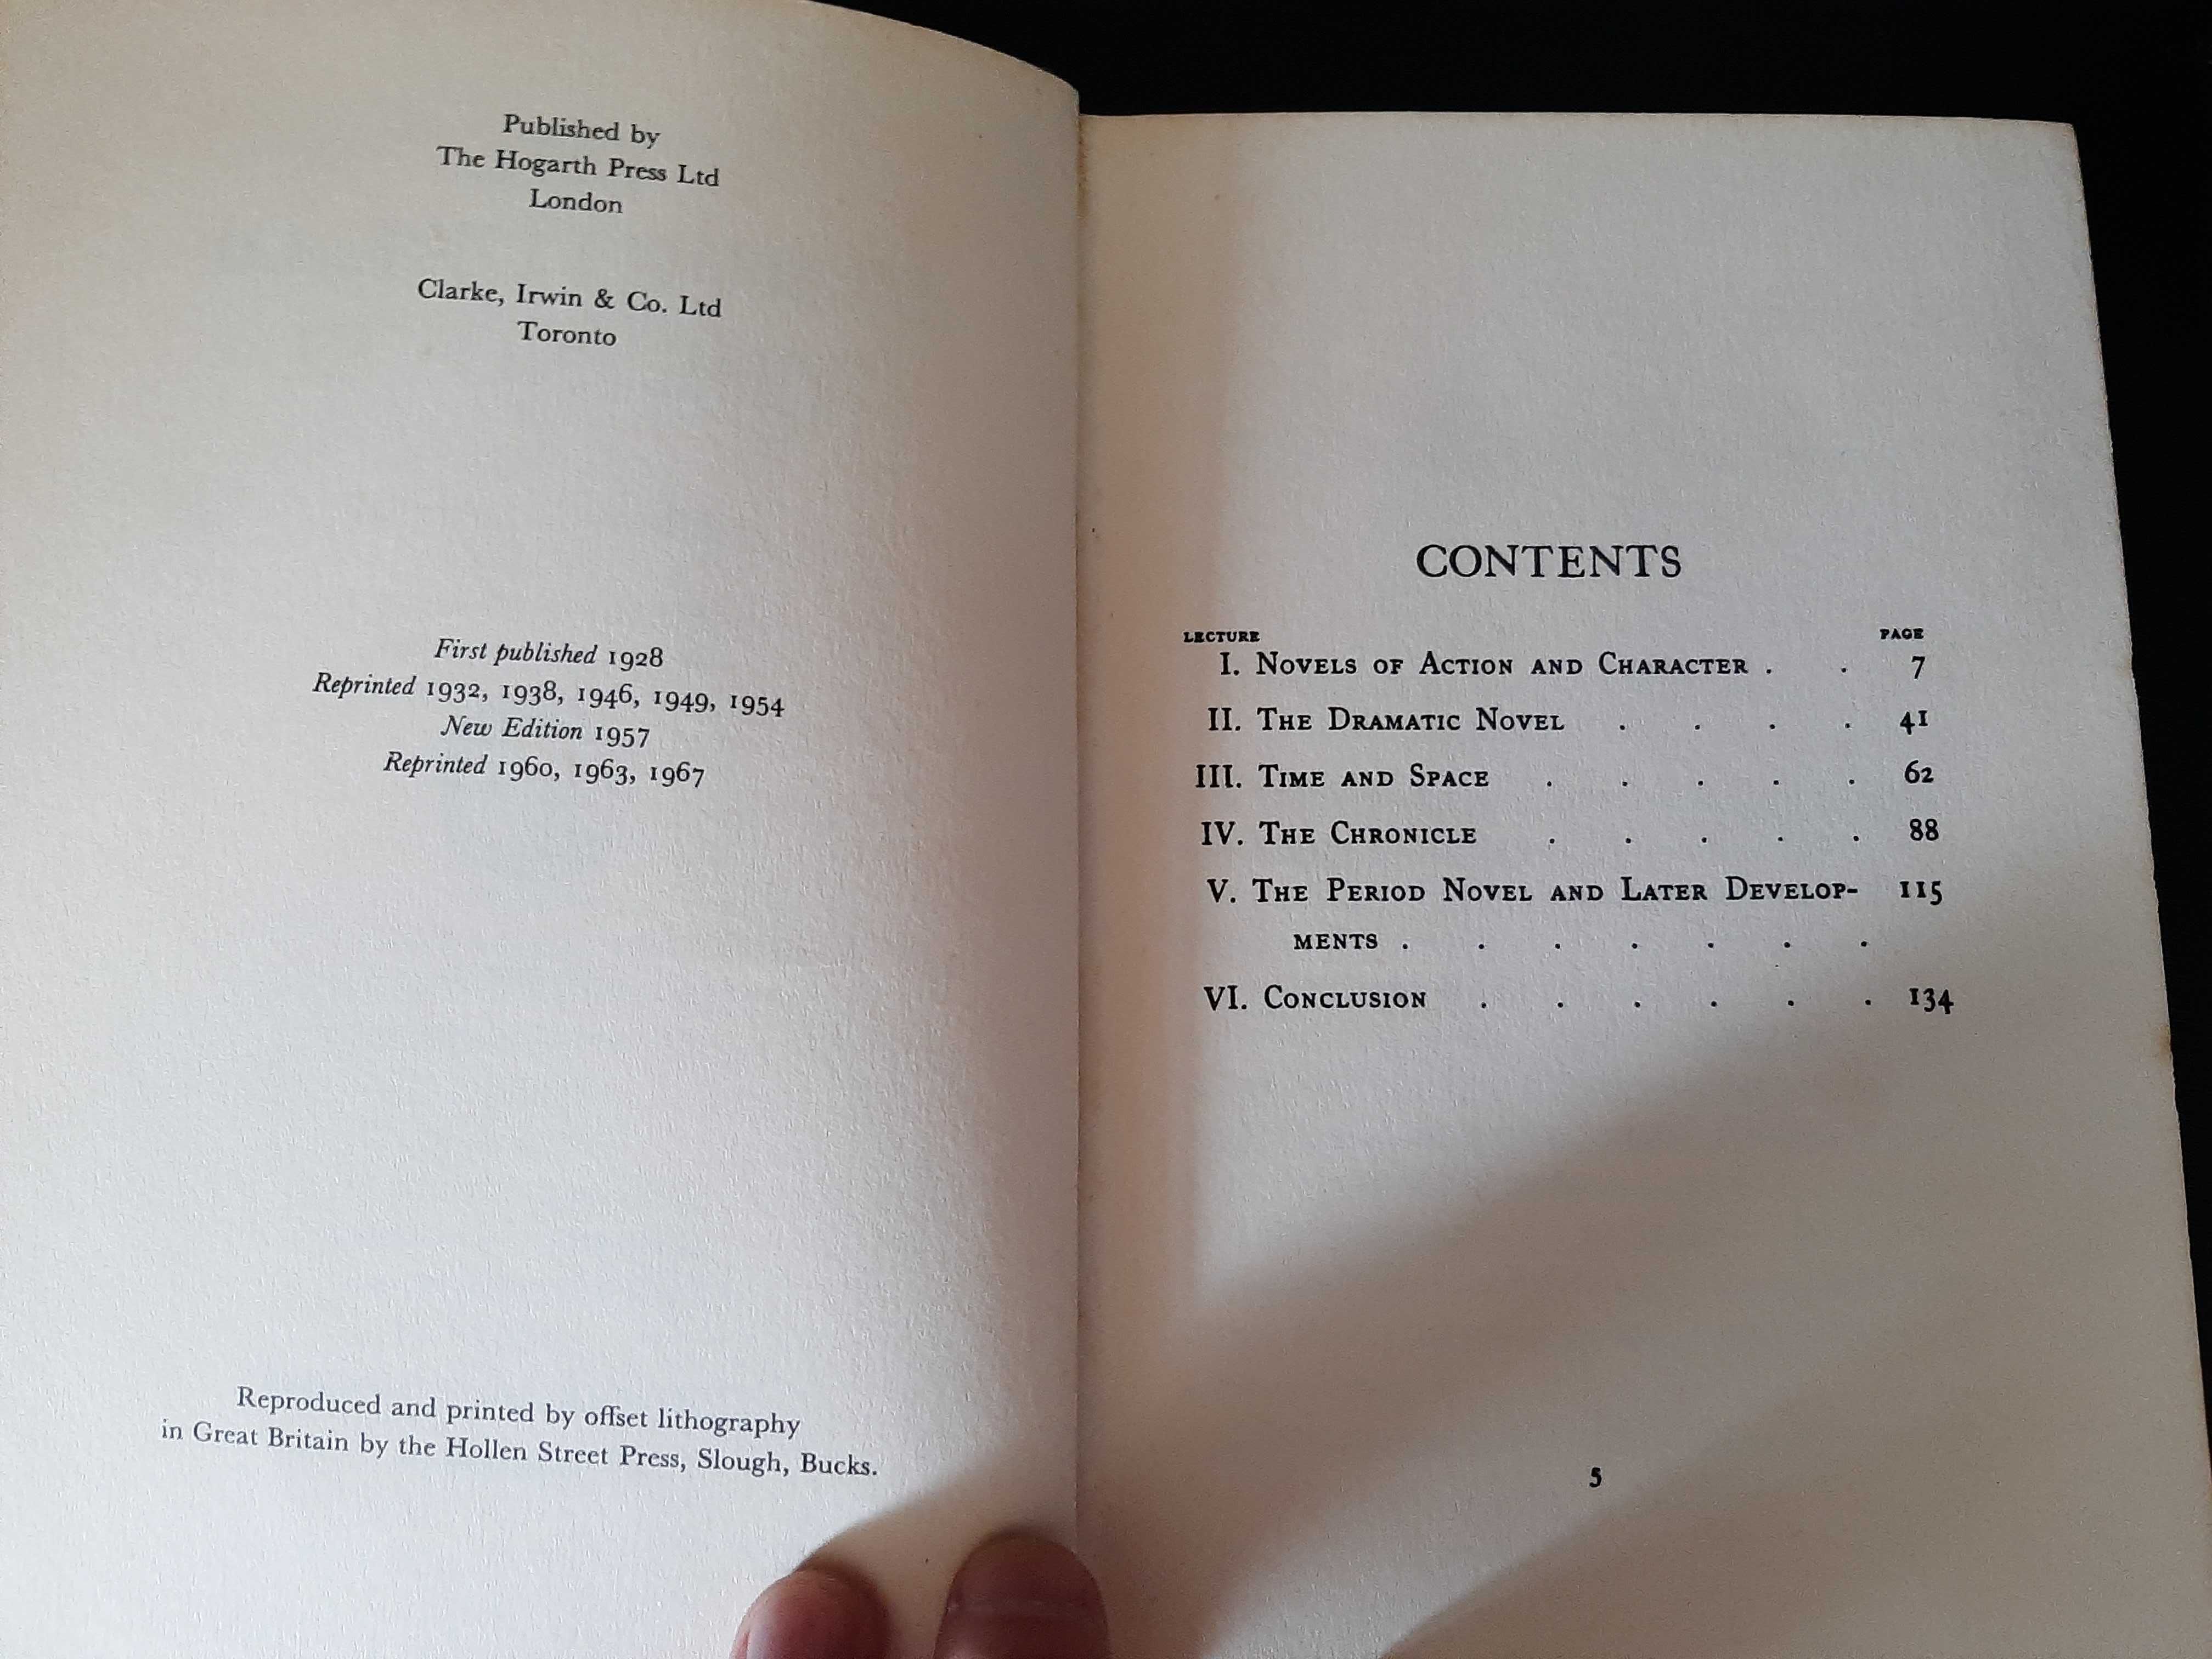 Published by
The Hogarth Press Ltd
London
Clarke, Irwin & Co. Ltd
Toronto
First published 1928
Reprinted 1932, 1938, 1946, 1949, 1954
New Edition 1957
Reprinted 1960, 1963, 1967
Reproduced and printed by offset lithography
in Great Britain by the Hollen Street Press, Slough, Bucks.
CONTENTS
LECTURE PAGE
I. NOVELS OF ACTION AND CHARACTER . . 7
II. THE DRAMATIC NOVEL . . . . 41
III. TIME AND SPACE . . . . . 62
IV. THE CHRONICLE . . . . . 88
V. THE PERIOD NOVEL AND LATER DEVELOP- 115
MENTS . . . . . . .
VI. CONCLUSION . . . . . . 134
5